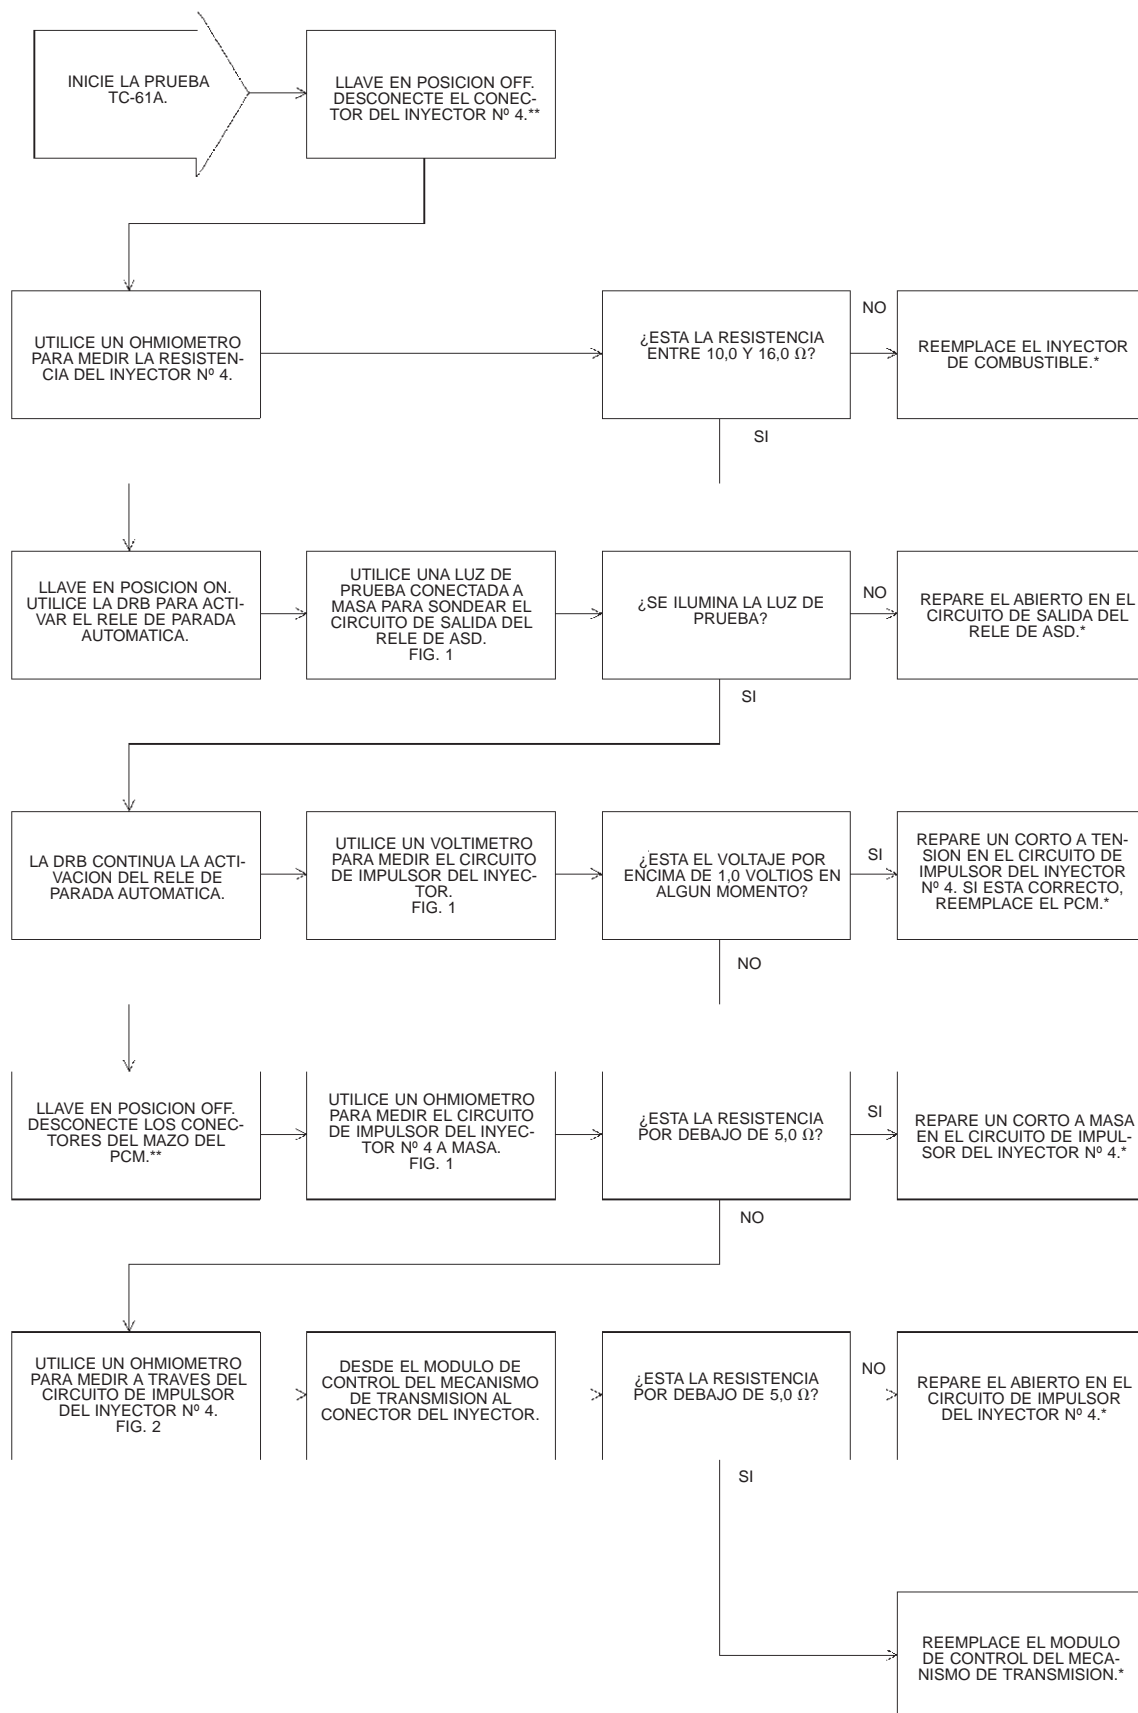 INICIE LA PRUEBA
TC-61A.
LLAVE EN POSICION OFF.
DESCONECTE EL CONEC-
TOR DEL INYECTOR Nº 4.**
UTILICE UN OHMIOMETRO
PARA MEDIR LA RESISTEN-
CIA DEL INYECTOR Nº 4.
¿ESTA LA RESISTENCIA
ENTRE 10,0 Y 16,0 Ω?
NO
REEMPLACE EL INYECTOR
DE COMBUSTIBLE.*
SI
LLAVE EN POSICION ON.
UTILICE LA DRB PARA ACTI-
VAR EL RELE DE PARADA
AUTOMATICA.
UTILICE UNA LUZ DE
PRUEBA CONECTADA A
MASA PARA SONDEAR EL
CIRCUITO DE SALIDA DEL
RELE DE ASD.
FIG. 1
¿SE ILUMINA LA LUZ DE
PRUEBA?
NO
REPARE EL ABIERTO EN EL
CIRCUITO DE SALIDA DEL
RELE DE ASD.*
SI
LA DRB CONTINUA LA ACTI-
VACION DEL RELE DE
PARADA AUTOMATICA.
UTILICE UN VOLTIMETRO
PARA MEDIR EL CIRCUITO
DE IMPULSOR DEL INYEC-
TOR.
FIG. 1
¿ESTA EL VOLTAJE POR
ENCIMA DE 1,0 VOLTIOS EN
ALGUN MOMENTO?
SI
REPARE UN CORTO A TEN-
SION EN EL CIRCUITO DE
IMPULSOR DEL INYECTOR
Nº 4. SI ESTA CORRECTO,
REEMPLACE EL PCM.*
NO
LLAVE EN POSICION OFF.
DESCONECTE LOS CONEC-
TORES DEL MAZO DEL
PCM.**
UTILICE UN OHMIOMETRO
PARA MEDIR EL CIRCUITO
DE IMPULSOR DEL INYEC-
TOR Nº 4 A MASA.
FIG. 1
¿ESTA LA RESISTENCIA
POR DEBAJO DE 5,0 Ω?
SI
REPARE UN CORTO A MASA
EN EL CIRCUITO DE IMPUL-
SOR DEL INYECTOR Nº 4.*
NO
UTILICE UN OHMIOMETRO
PARA MEDIR A TRAVES DEL
CIRCUITO DE IMPULSOR
DEL INYECTOR Nº 4.
FIG. 2
DESDE EL MODULO DE
CONTROL DEL MECANISMO
DE TRANSMISION AL
CONECTOR DEL INYECTOR.
¿ESTA LA RESISTENCIA
POR DEBAJO DE 5,0 Ω?
NO
REPARE EL ABIERTO EN EL
CIRCUITO DE IMPULSOR
DEL INYECTOR Nº 4.*
SI
REEMPLACE EL MODULO
DE CONTROL DEL MECA-
NISMO DE TRANSMISION.*